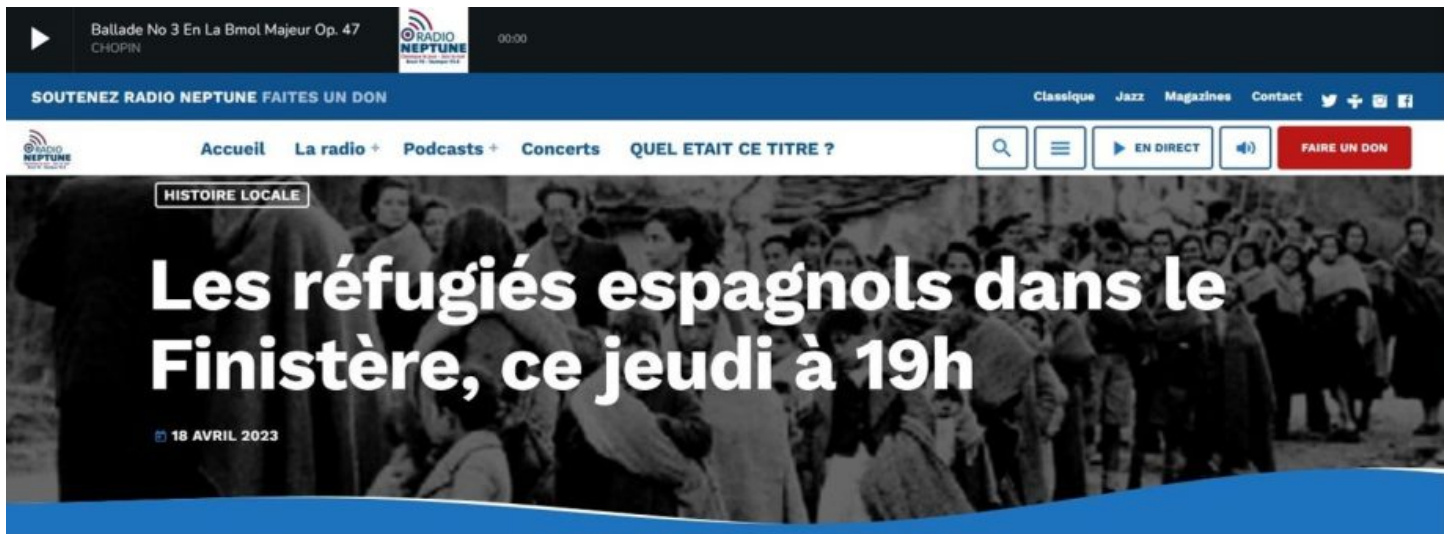 Ballade No 3 En La Bmol Majeur Op. 47
CHOPIN
RADIO
NEPTUNE
00:00
SOUTENEZ RADIO NEPTUNE FAITES UN DON
Classique Jazz Magazines Contact
RADIO
NEPTUNE
Accueil La radio + Podcasts + Concerts QUEL ETAIT CE TITRE ?
EN DIRECT
FAIRE UN DON
HISTOIRE LOCALE
Les réfugiés espagnols dans le
Finistère, ce jeudi à 19h
18 AVRIL 2023